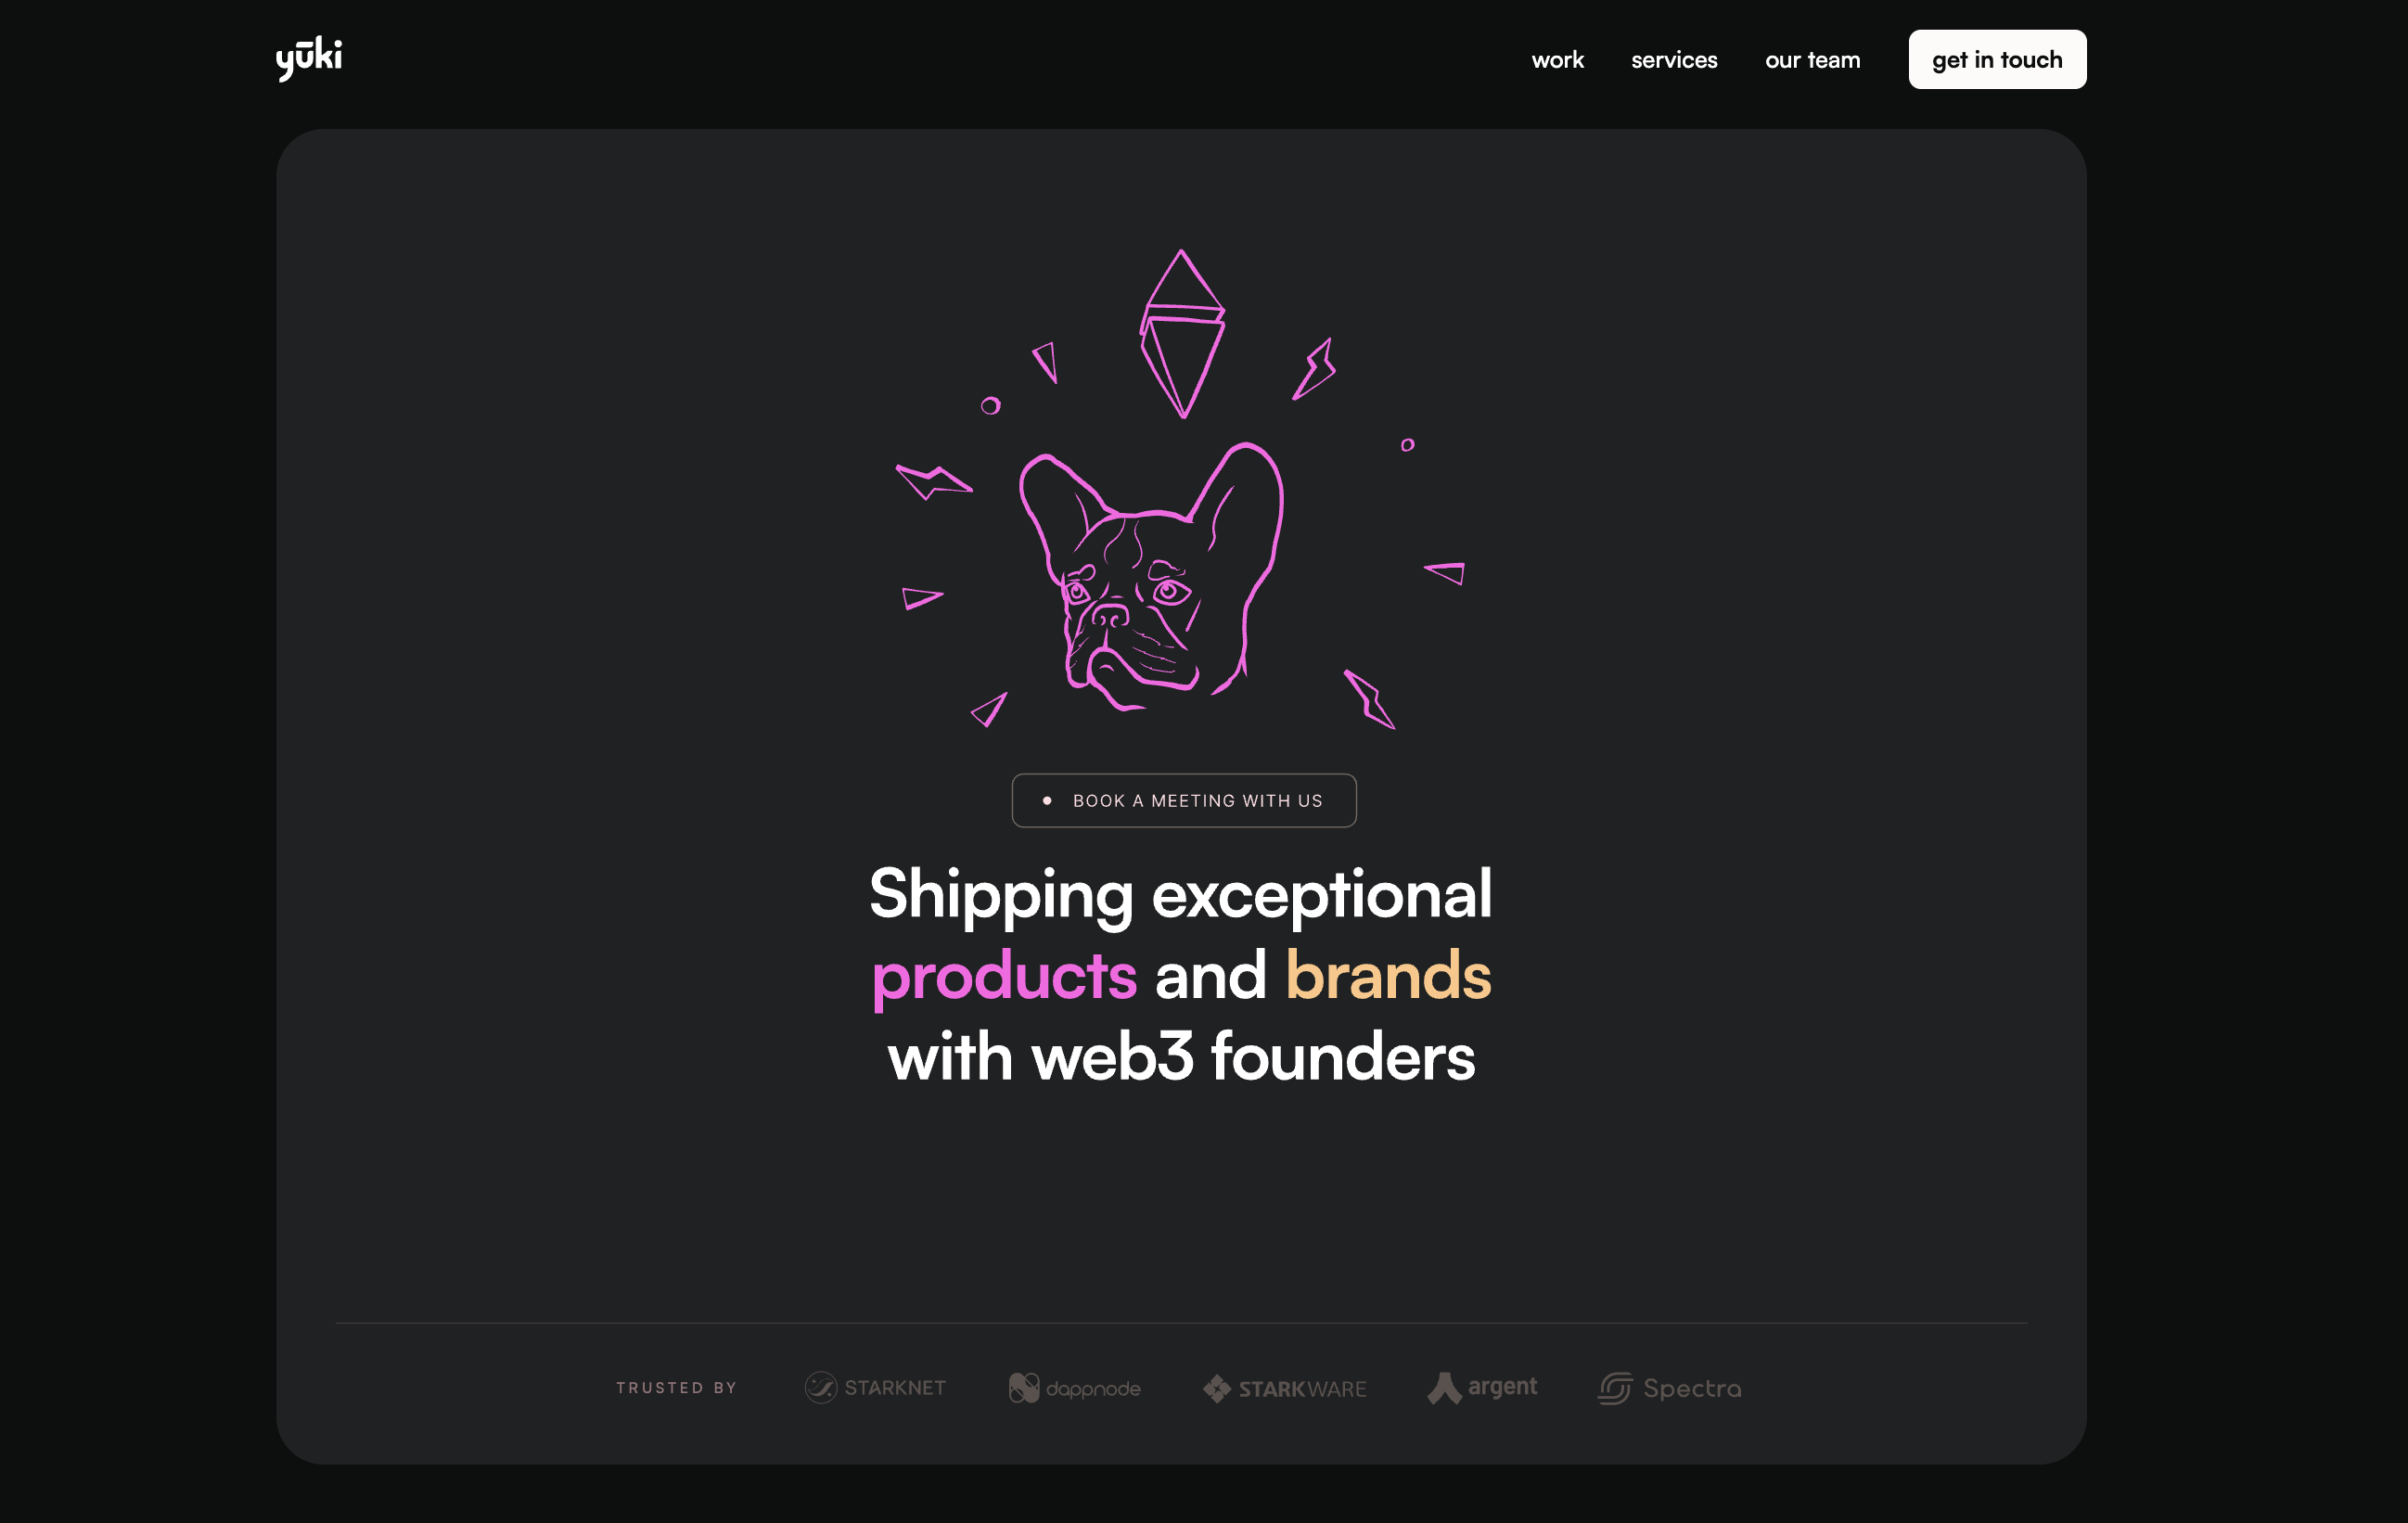 yūki
work
services
our team
get in touch
BOOK A MEETING WITH US
Shipping exceptional
products and brands
with web3 founders
TRUSTED BY
STARKNET
dappnode
STARKWARE
argent
Spectra